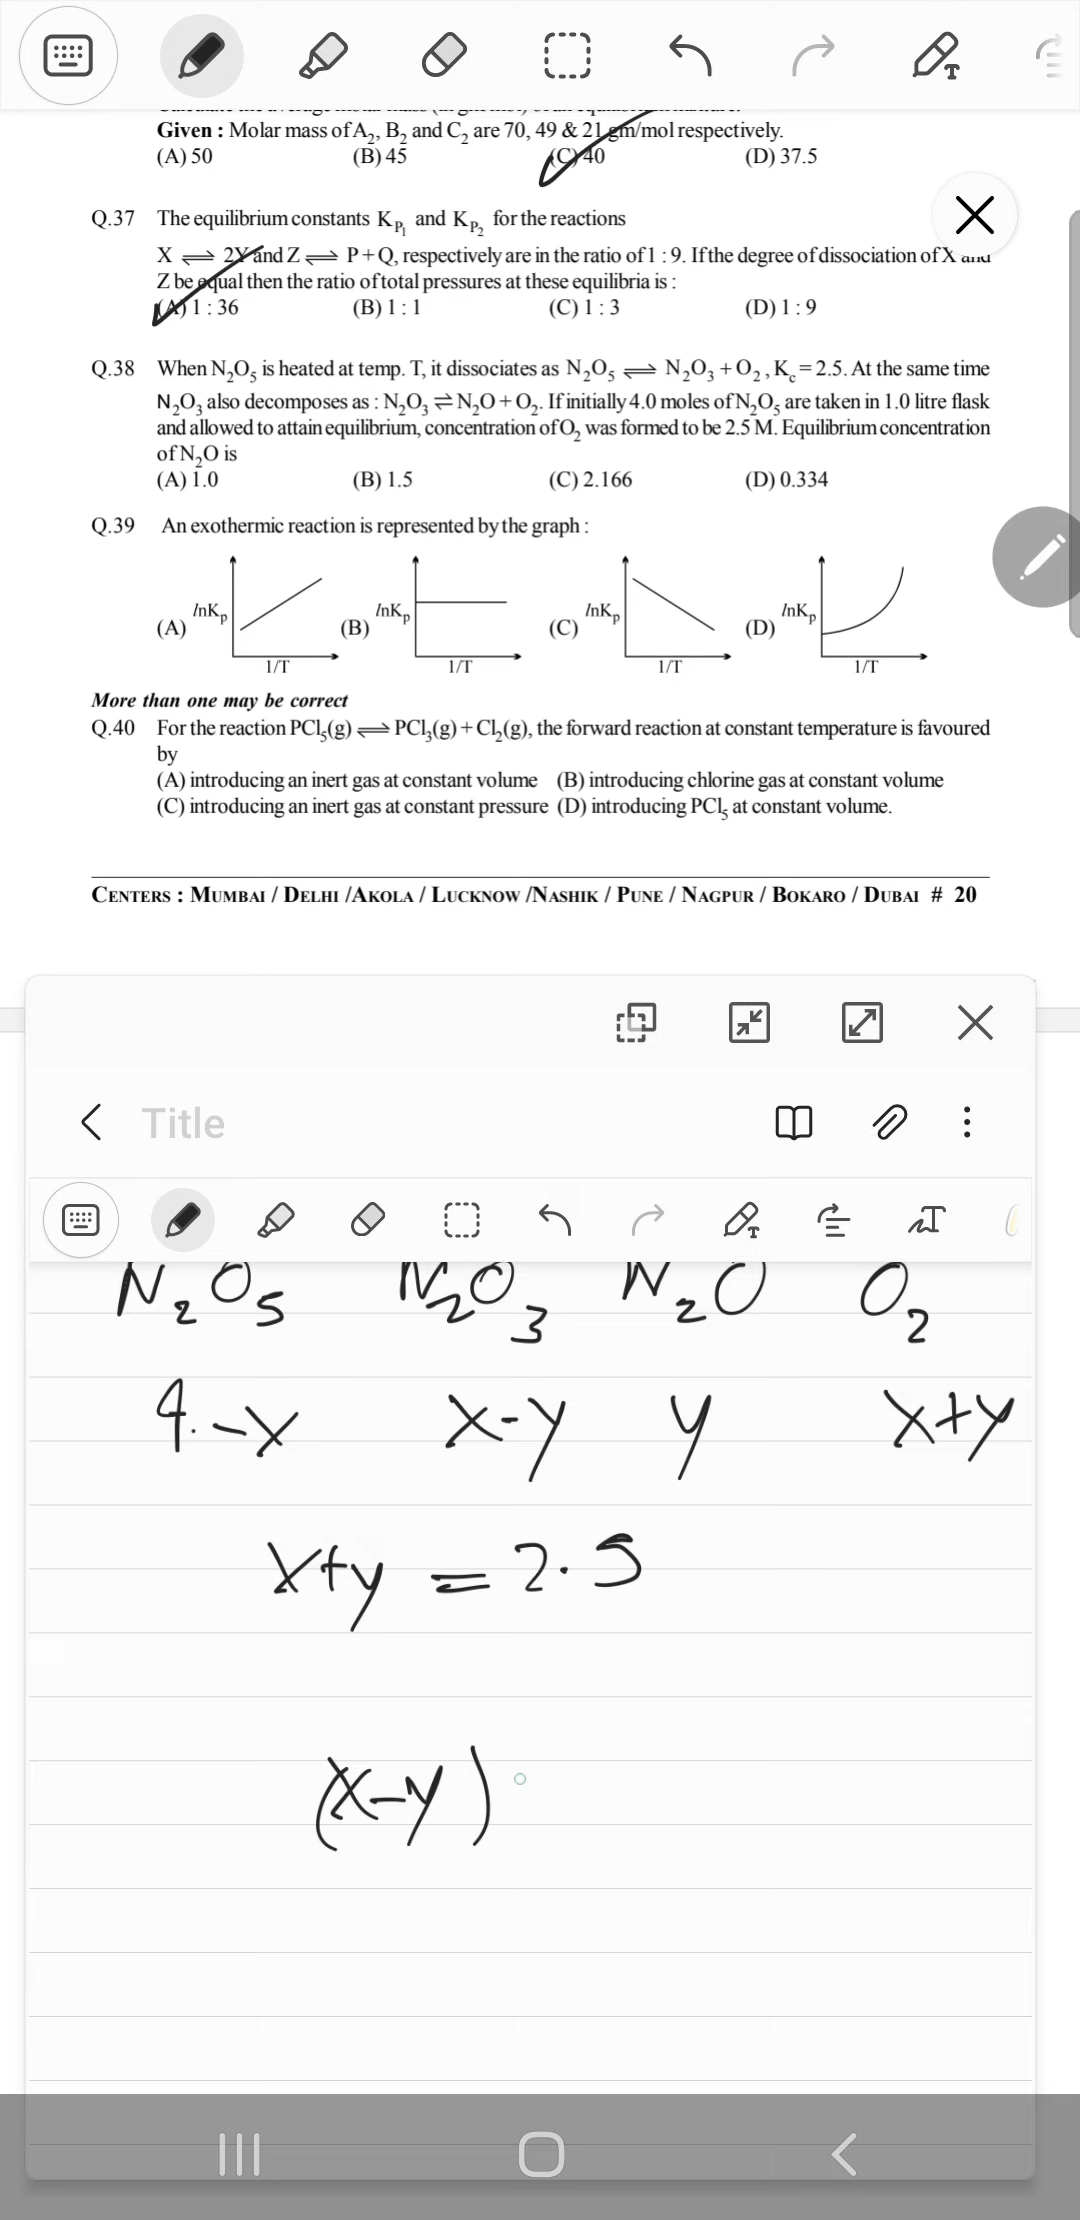 Given : Molar mass of A₂, B₂ and C₂ are 70, 49 & 21 gm/mol respectively.
(A) 50 (B) 45 (C) 40 (D) 37.5
Q.37 The equilibrium constants K_P₁ and K_P₂ for the reactions
X ⇌ 2Y and Z ⇌ P + Q, respectively are in the ratio of 1 : 9. If the degree of dissociation of X and
Z be equal then the ratio of total pressures at these equilibria is :
(A) 1 : 36 (B) 1 : 1 (C) 1 : 3 (D) 1 : 9
Q.38 When N₂O₅ is heated at temp. T, it dissociates as N₂O₅ ⇌ N₂O₃ + O₂ , K_c = 2.5. At the same time
N₂O₃ also decomposes as : N₂O₃ ⇌ N₂O + O₂. If initially 4.0 moles of N₂O₅ are taken in 1.0 litre flask
and allowed to attain equilibrium, concentration of O₂ was formed to be 2.5 M. Equilibrium concentration
of N₂O is
(A) 1.0 (B) 1.5 (C) 2.166 (D) 0.334
Q.39 An exothermic reaction is represented by the graph :
(A) lnK_p 1/T (B) lnK_p 1/T (C) lnK_p 1/T (D) lnK_p 1/T
More than one may be correct
Q.40 For the reaction PCl₅(g) ⇌ PCl₃(g) + Cl₂(g), the forward reaction at constant temperature is favoured
by
(A) introducing an inert gas at constant volume (B) introducing chlorine gas at constant volume
(C) introducing an inert gas at constant pressure (D) introducing PCl₅ at constant volume.
CENTERS : MUMBAI / DELHI /AKOLA / LUCKNOW /NASHIK / PUNE / NAGPUR / BOKARO / DUBAI # 20
Title
N₂O₅ N₂O₃ N₂O O₂
4.-x x-y y x+y
x+y = 2.5
(x-y)